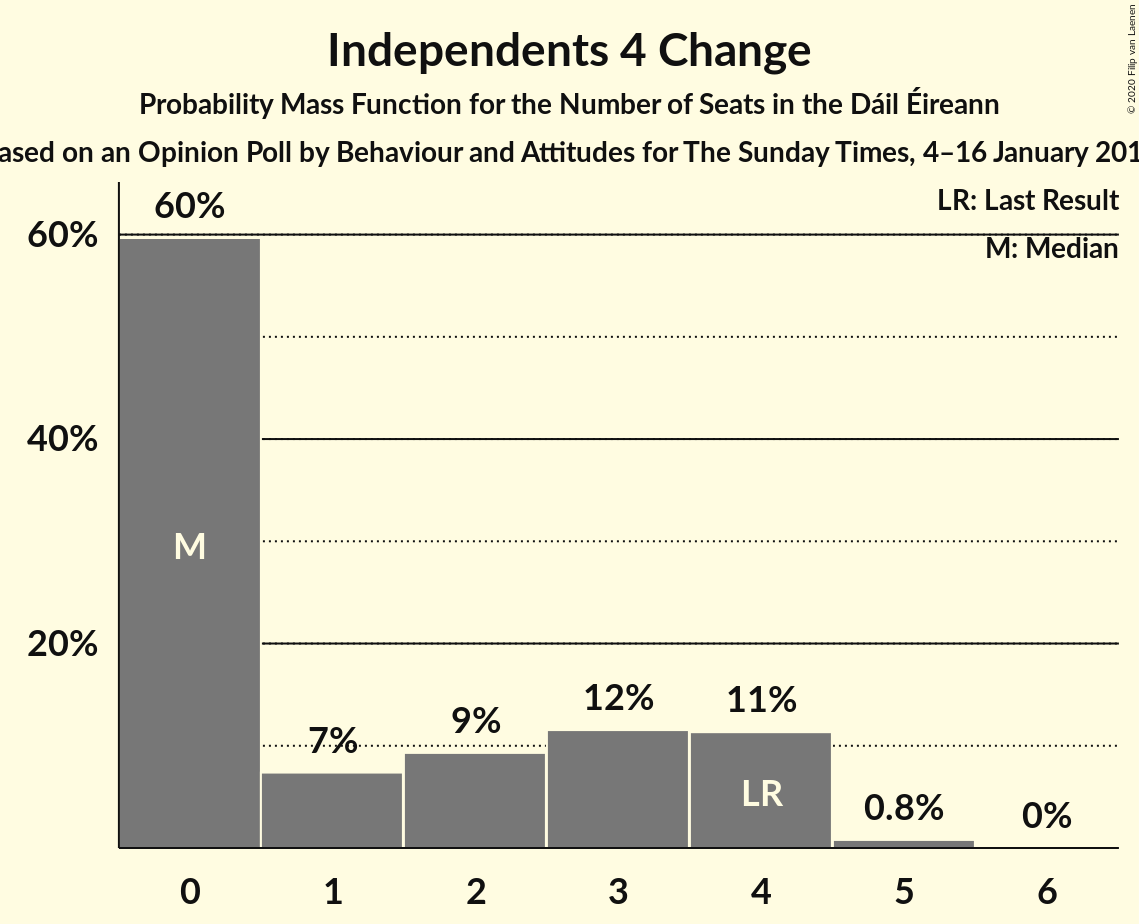 Independents 4 Change
Probability Mass Function for the Number of Seats in the Dáil Éireann
ased on an Opinion Poll by Behaviour and Attitudes for The Sunday Times, 4–16 January 201
© 2020 Filip van Laenen
LR: Last Result
M: Median
60%
40%
20%
60%
7%
9%
12%
11%
0.8%
0%
M
LR
0 1 2 3 4 5 6